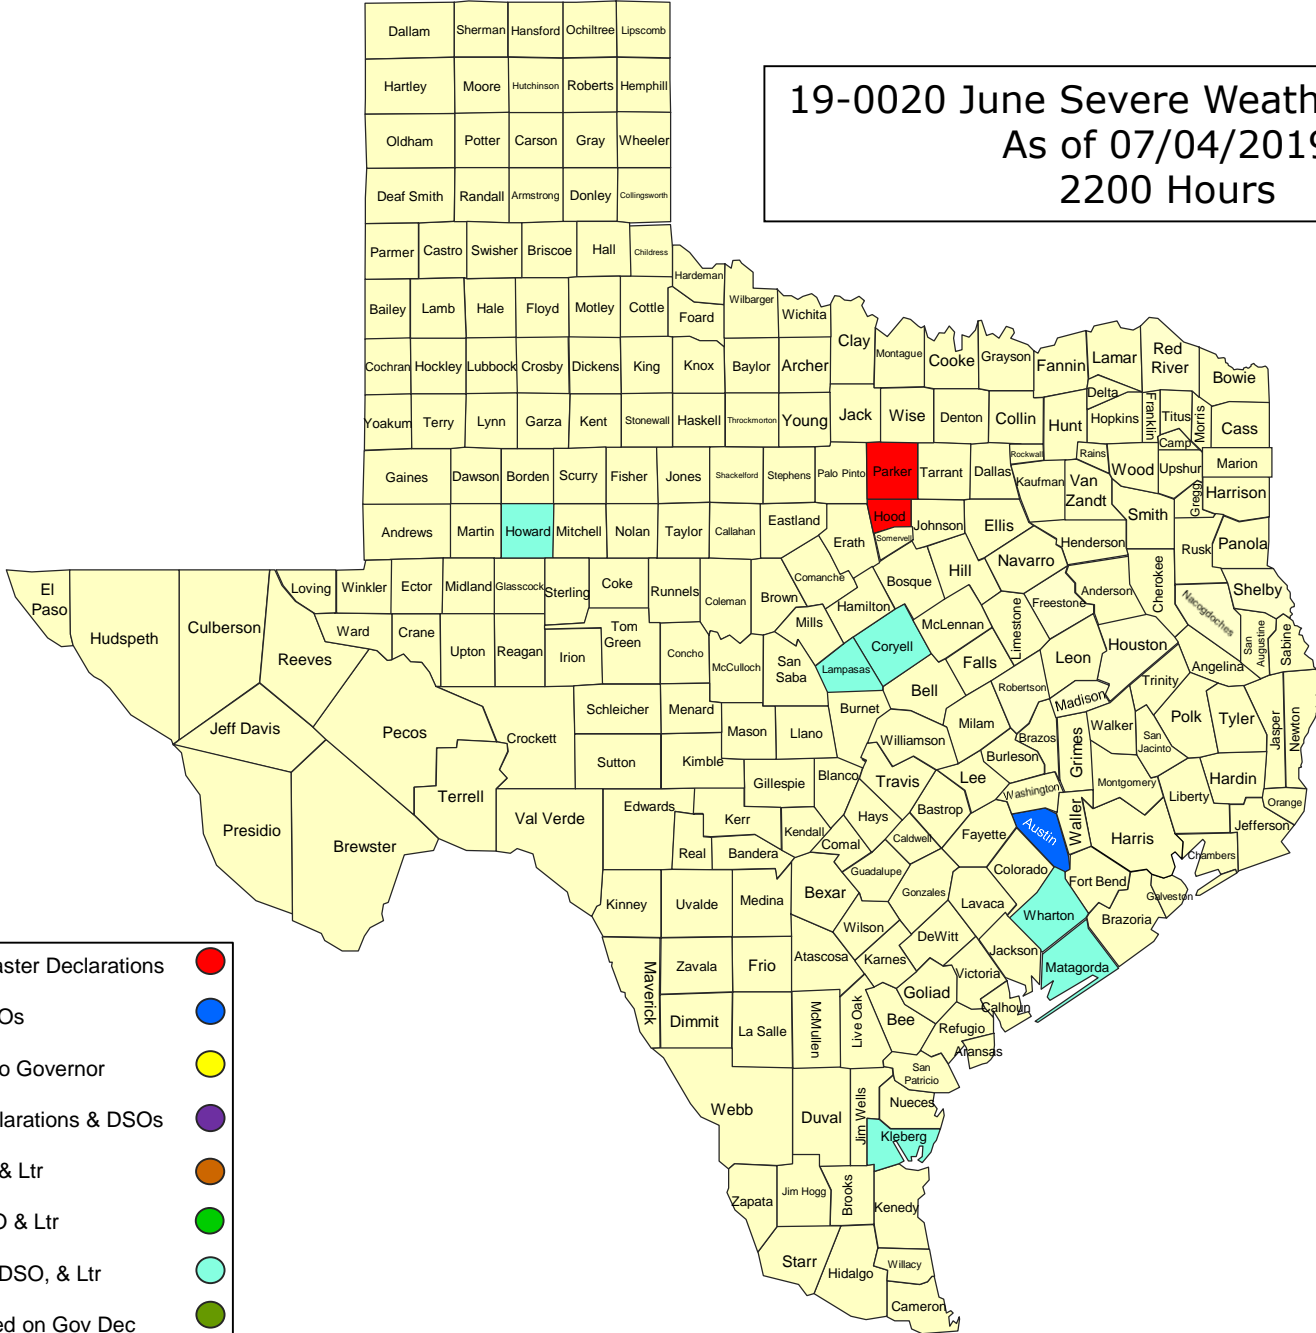 19-0020 June Severe Weath
As of 07/04/2019
2200 Hours
Dallam Sherman Hansford Ochiltree Lipscomb
Hartley Moore Hutchinson Roberts Hemphill
Oldham Potter Carson Gray Wheeler
Deaf Smith Randall Armstrong Donley Collingsworth
Parmer Castro Swisher Briscoe Hall Childress
Hardeman
Bailey Lamb Hale Floyd Motley Cottle Foard Wilbarger Wichita
Clay Montague Cooke Grayson Fannin Lamar Red River Bowie
Cochran Hockley Lubbock Crosby Dickens King Knox Baylor Archer
Delta
Yoakum Terry Lynn Garza Kent Stonewall Haskell Throckmorton Young Jack Wise Denton Collin Hunt Hopkins Franklin Titus Morris Cass
Camp
Gaines Dawson Borden Scurry Fisher Jones Shackelford Stephens Palo Pinto Parker Tarrant Dallas Rockwall Kaufman Rains Van Zandt Wood Upshur Gregg Marion Harrison
Andrews Martin Howard Mitchell Nolan Taylor Callahan Eastland Erath Hood Somervell Johnson Ellis Henderson Smith Rusk Panola
El Paso Hudspeth Culberson Loving Winkler Ector Midland Glasscock Sterling Coke Runnels Coleman Brown Comanche Hamilton Bosque Hill Navarro Freestone Anderson Cherokee Nacogdoches Shelby
Reeves Ward Crane Upton Reagan Irion Tom Green Concho McCulloch San Saba Mills Lampasas Coryell McLennan Falls Limestone Leon Houston Angelina San Augustine Sabine
Jeff Davis Pecos Crockett Schleicher Menard Mason Llano Burnet Bell Milam Robertson Madison Trinity Polk Tyler Jasper Newton
Sutton Kimble Gillespie Blanco Williamson Travis Lee Burleson Brazos Grimes Walker San Jacinto
Presidio Brewster Terrell Val Verde Edwards Kerr Kendall Hays Comal Caldwell Bastrop Fayette Washington Austin Waller Montgomery Harris Liberty Hardin Orange Jefferson Chambers
Real Bandera Guadalupe Gonzales Lavaca Colorado Fort Bend Galveston
Kinney Uvalde Medina Bexar Wilson DeWitt Jackson Wharton Brazoria
Maverick Zavala Frio Atascosa Karnes Goliad Victoria Matagorda
Dimmit La Salle McMullen Live Oak Bee Refugio Calhoun Aransas
San Patricio
Webb Duval Jim Wells Nueces
Kleberg
Zapata Jim Hogg Brooks Kenedy
Starr Hidalgo Willacy
Cameron
aster Declarations
Os
o Governor
larations & DSOs
& Ltr
O & Ltr
DSO, & Ltr
ed on Gov Dec